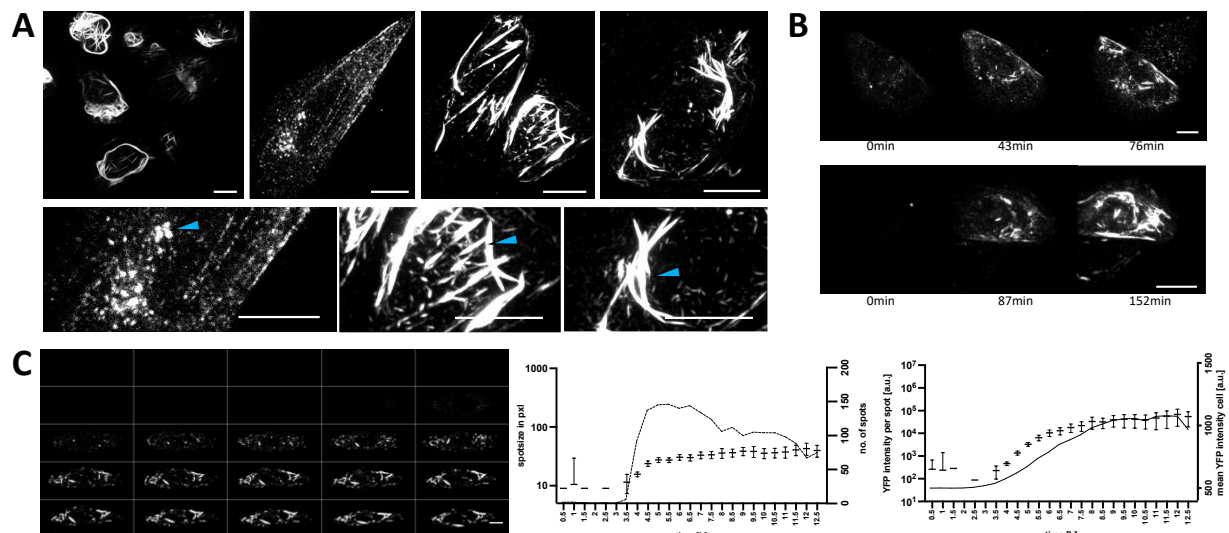 A
B
0min 43min 76min
0min 87min 152min
C
1000
100
10
spotsize in pxl
200
150
100
50
0
no. of spots
0.5 1 1.5 2 2.5 3 3.5 4 4.5 5 5.5 6 6.5 7 7.5 8 8.5 9 9.5 10 10.5 11 11.5 12 12.5
10⁷
10⁶
10⁵
10⁴
10³
10²
10¹
YFP intensity per spot [a.u.]
1 500
1000
500
mean YFP intensity cell [a.u.]
0.5 1 1.5 2 2.5 3 3.5 4 4.5 5 5.5 6 6.5 7 7.5 8 8.5 9 9.5 10 10.5 11 11.5 12 12.5